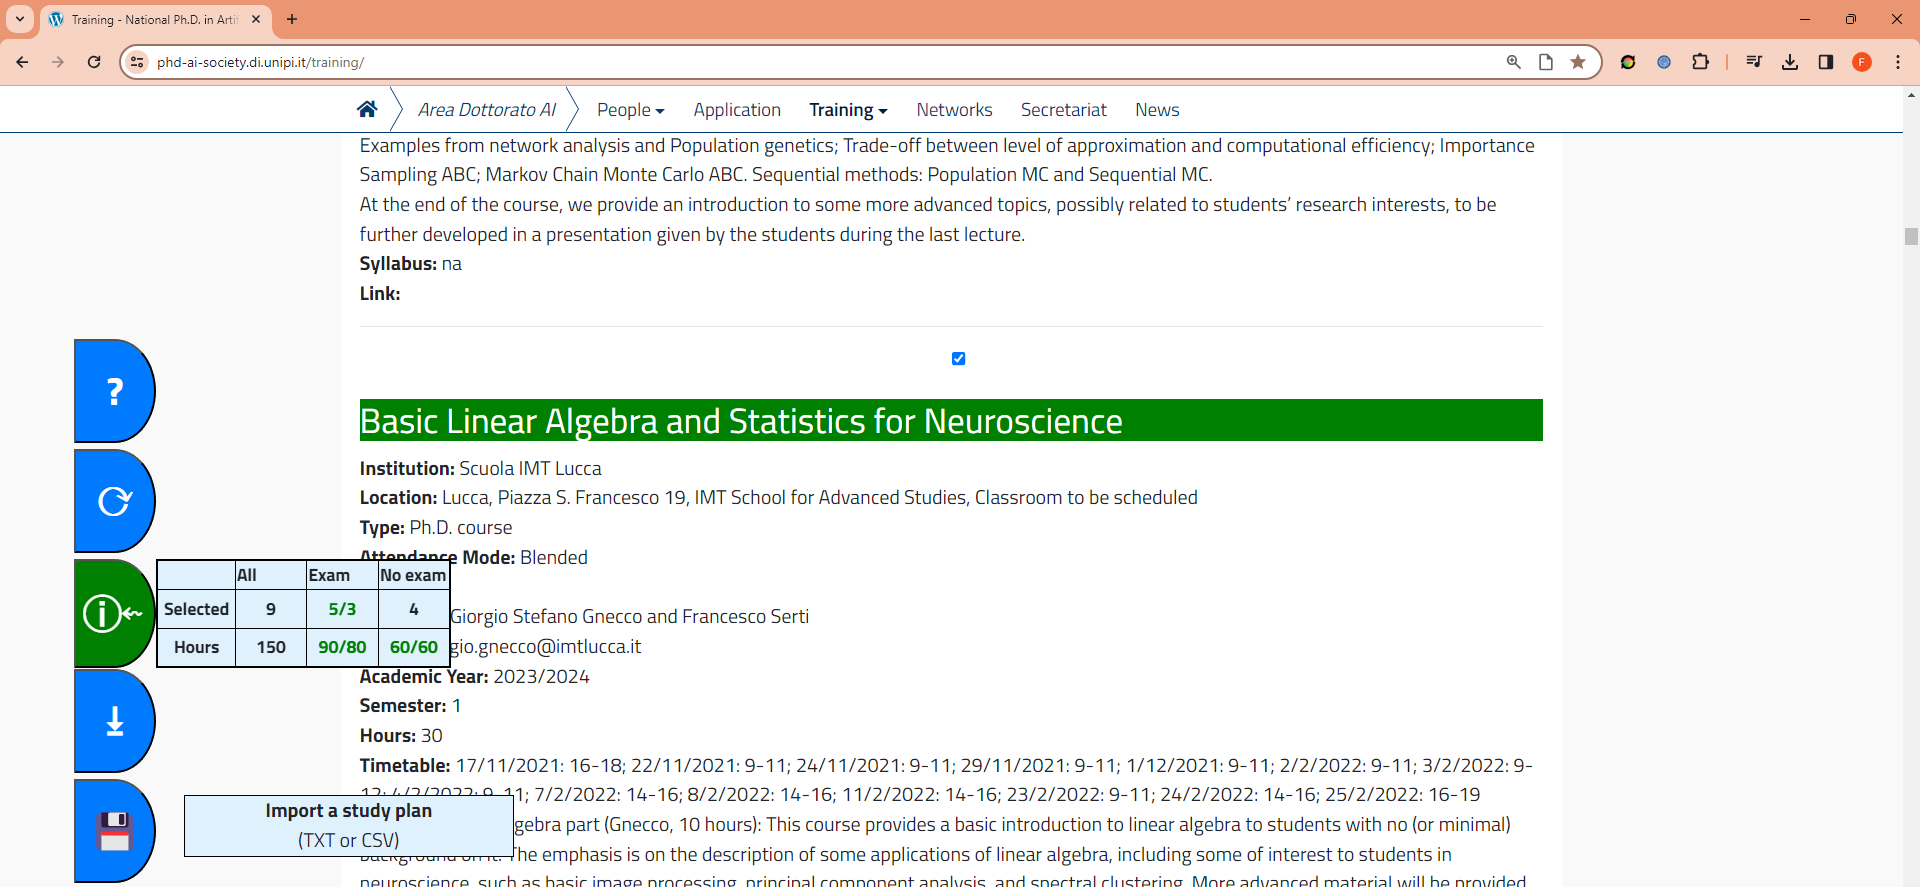 Training - National Ph.D. in Arti
phd-ai-society.di.unipi.it/training/
F
Area Dottorato AI People Application Training Networks Secretariat News
Examples from network analysis and Population genetics; Trade-off between level of approximation and computational efficiency; Importance
Sampling ABC; Markov Chain Monte Carlo ABC. Sequential methods: Population MC and Sequential MC.
At the end of the course, we provide an introduction to some more advanced topics, possibly related to students’ research interests, to be
further developed in a presentation given by the students during the last lecture.
Syllabus: na
Link:
?
Basic Linear Algebra and Statistics for Neuroscience
Institution: Scuola IMT Lucca
Location: Lucca, Piazza S. Francesco 19, IMT School for Advanced Studies, Classroom to be scheduled
Type: Ph.D. course
Attendance Mode: Blended
All Exam No exam
Selected 9 5/3 4
Hours 150 90/80 60/60
Giorgio Stefano Gnecco and Francesco Serti
gio.gnecco@imtlucca.it
Academic Year: 2023/2024
Semester: 1
Hours: 30
Timetable: 17/11/2021: 16-18; 22/11/2021: 9-11; 24/11/2021: 9-11; 29/11/2021: 9-11; 1/12/2021: 9-11; 2/2/2022: 9-11; 3/2/2022: 9-
11; 7/2/2022: 14-16; 8/2/2022: 14-16; 11/2/2022: 14-16; 23/2/2022: 9-11; 24/2/2022: 14-16; 25/2/2022: 16-19
Import a study plan
(TXT or CSV)
gebra part (Gnecco, 10 hours): This course provides a basic introduction to linear algebra to students with no (or minimal)
The emphasis is on the description of some applications of linear algebra, including some of interest to students in
neuroscience, such as basic image processing, principal component analysis, and spectral clustering. More advanced material will be provided